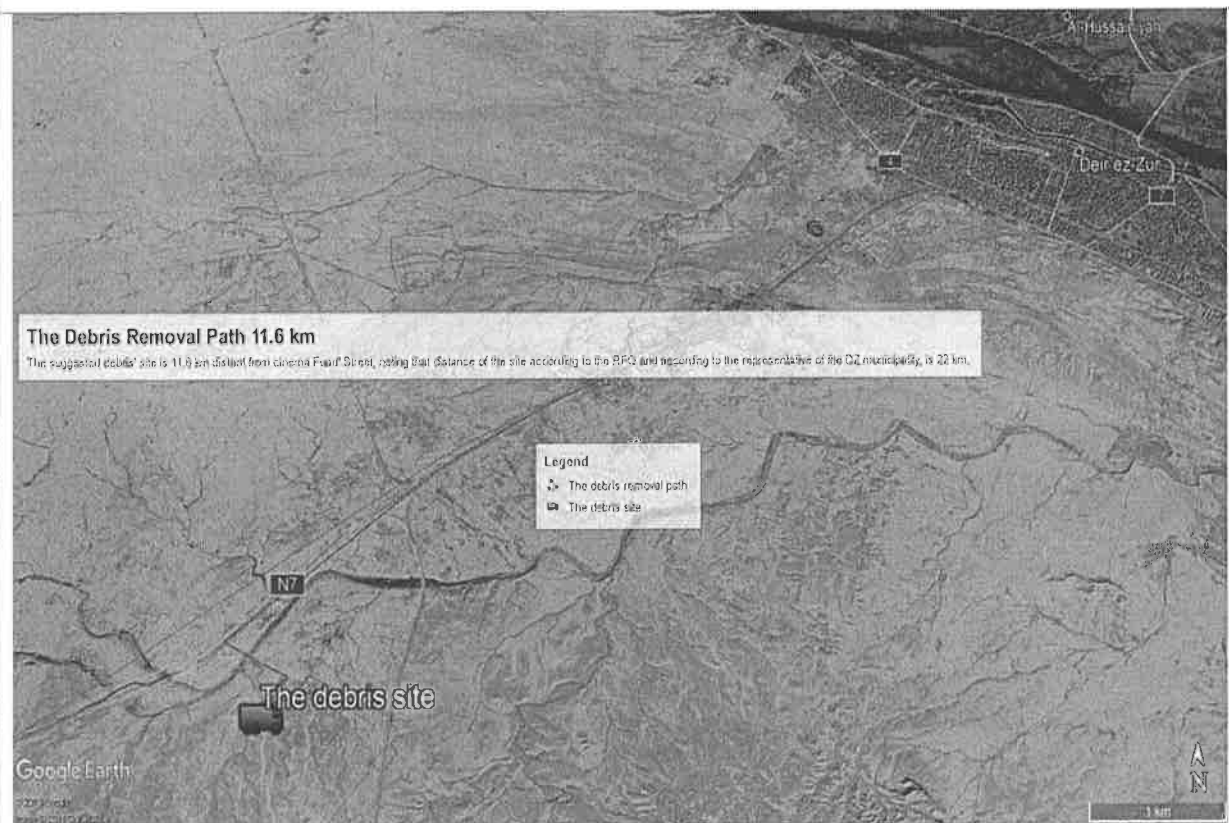 Al-Hussainiyah
4
Deir ez-Zur
The Debris Removal Path 11.6 km
The suggested debris' site is 11.6 km distant from cinema Fuad' Street, noting that distance of the site according to the RFQ and according to the representative of the DZ municipality, is 22 km.
Legend
The debris removal path
The debris site
N7
The debris site
Google Earth
N
km